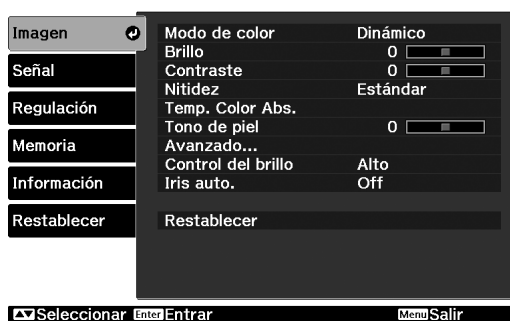 Imagen
Señal
Regulación
Memoria
Información
Restablecer
Modo de color Dinámico
Brillo 0
Contraste 0
Nitidez Estándar
Temp. Color Abs.
Tono de piel 0
Avanzado...
Control del brillo Alto
Iris auto. Off
Restablecer
Seleccionar Enter Entrar Menu Salir